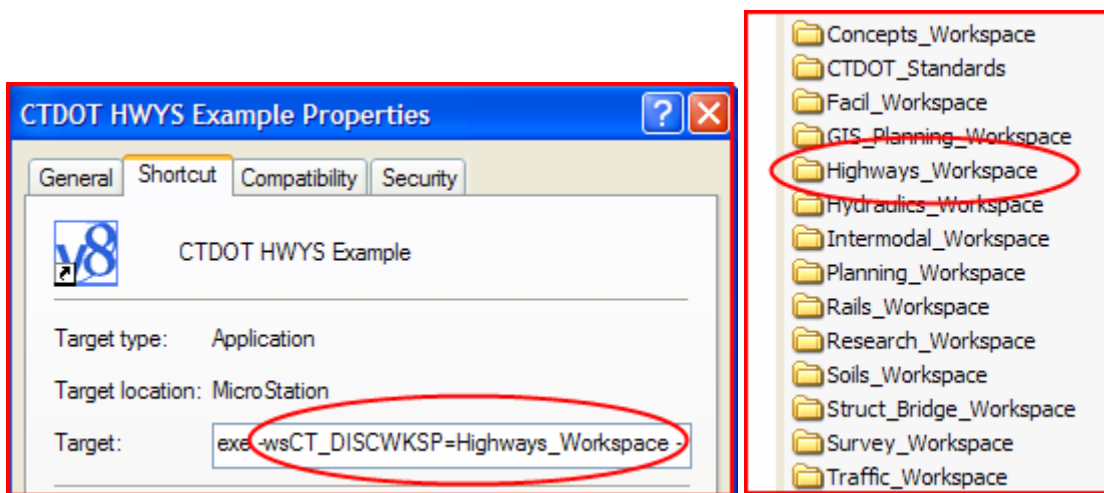 CTDOT HWYS Example Properties
General Shortcut Compatibility Security
v8
CTDOT HWYS Example
Target type: Application
Target location: MicroStation
Target: exe -wsCT_DISCWKSP=Highways_Workspace -
Concepts_Workspace
CTDOT_Standards
Facil_Workspace
GIS_Planning_Workspace
Highways_Workspace
Hydraulics_Workspace
Intermodal_Workspace
Planning_Workspace
Rails_Workspace
Research_Workspace
Soils_Workspace
Struct_Bridge_Workspace
Survey_Workspace
Traffic_Workspace